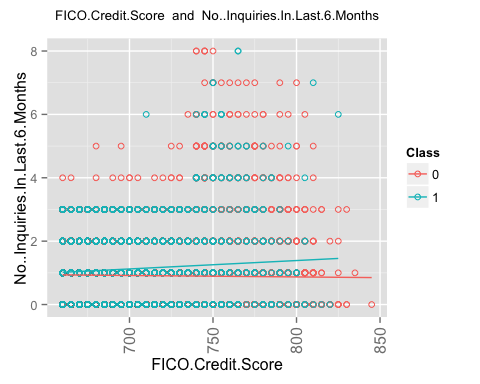 FICO.Credit.Score and No..Inquiries.In.Last.6.Months
8
6
4
2
0
No..Inquiries.In.Last.6.Months
700
750
800
850
FICO.Credit.Score
Class
0
1